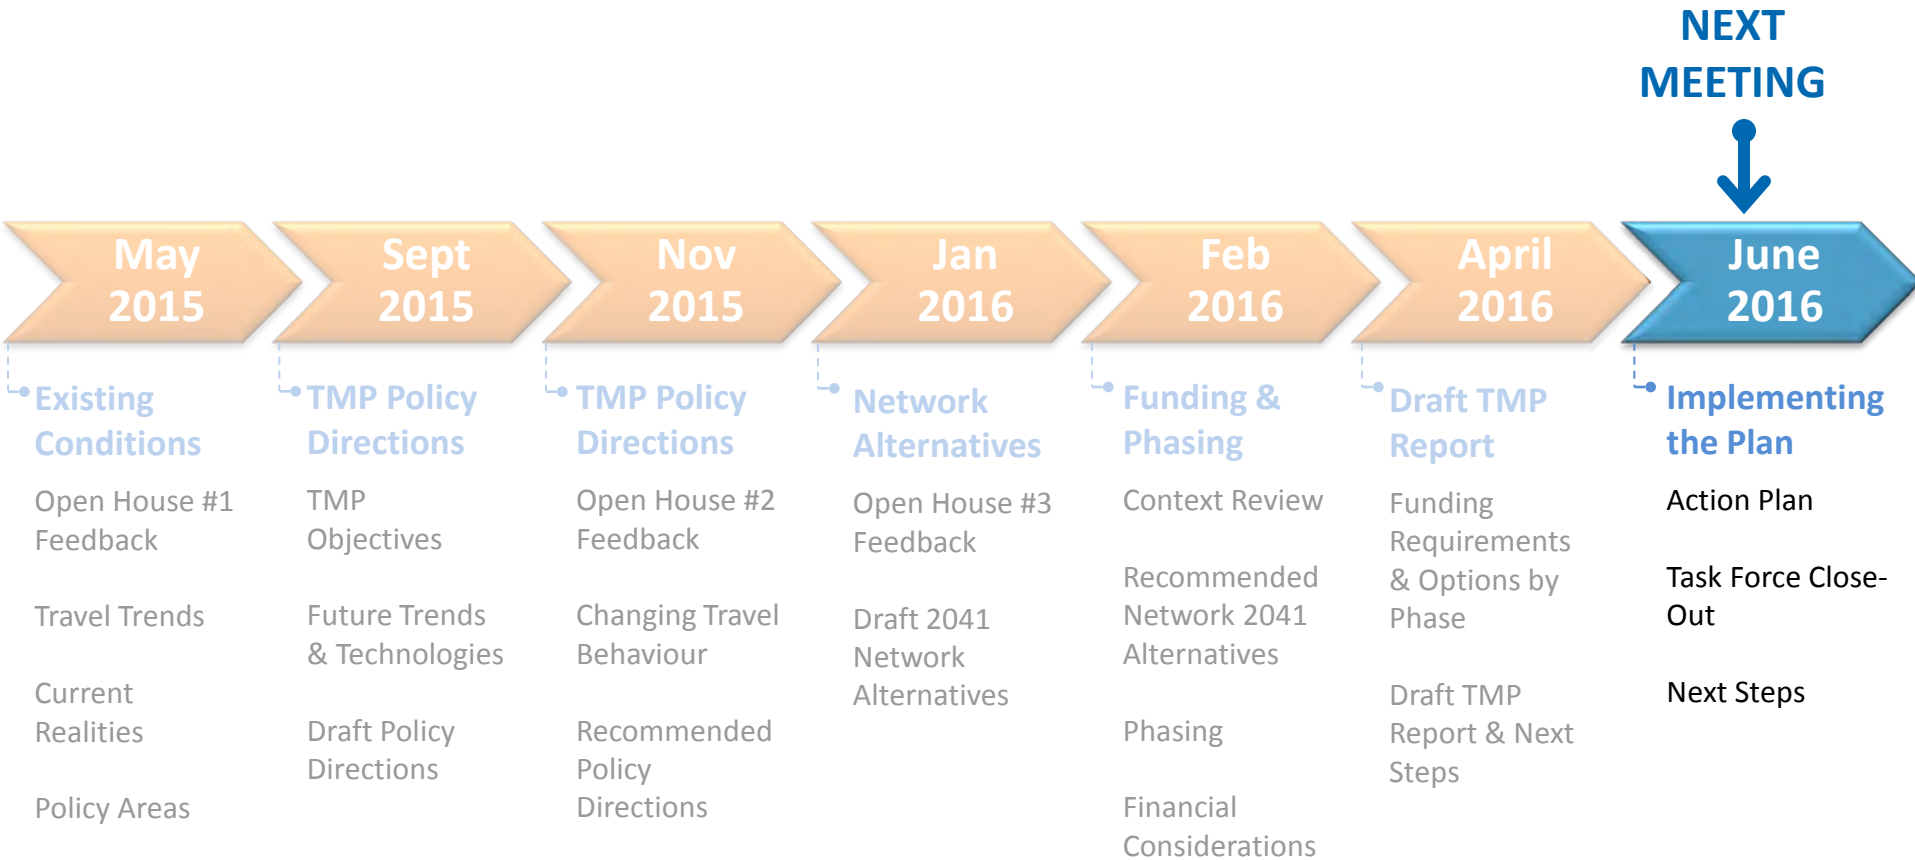 NEXT
MEETING
May
2015
Sept
2015
Nov
2015
Jan
2016
Feb
2016
April
2016
June
2016
Existing
Conditions
Open House #1
Feedback
Travel Trends
Current
Realities
Policy Areas
TMP Policy
Directions
TMP
Objectives
Future Trends
& Technologies
Draft Policy
Directions
TMP Policy
Directions
Open House #2
Feedback
Changing Travel
Behaviour
Recommended
Policy
Directions
Network
Alternatives
Open House #3
Feedback
Draft 2041
Network
Alternatives
Funding &
Phasing
Context Review
Recommended
Network 2041
Alternatives
Phasing
Financial
Considerations
Draft TMP
Report
Funding
Requirements
& Options by
Phase
Draft TMP
Report & Next
Steps
Implementing
the Plan
Action Plan
Task Force Close-
Out
Next Steps